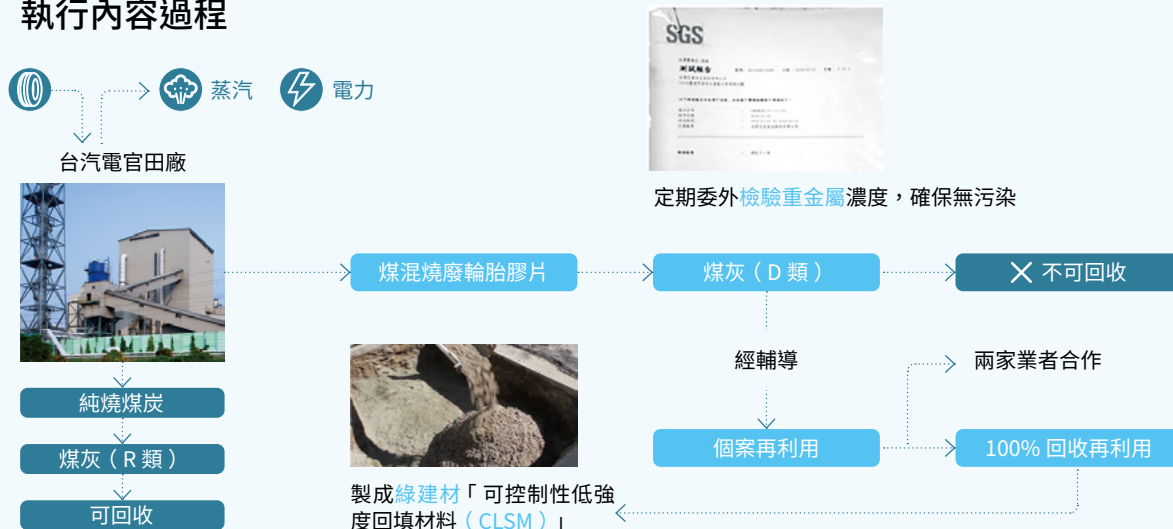 執行內容過程
蒸汽
電力
台汽電官田廠
SGS
測試報告
定期委外檢驗重金屬濃度，確保無污染
煤混燒廢輪胎膠片
煤灰（D 類）
不可回收
經輔導
兩家業者合作
純燒煤炭
個案再利用
100% 回收再利用
煤灰（R 類）
製成綠建材「可控制性低強
度回填材料（CLSM）」
可回收